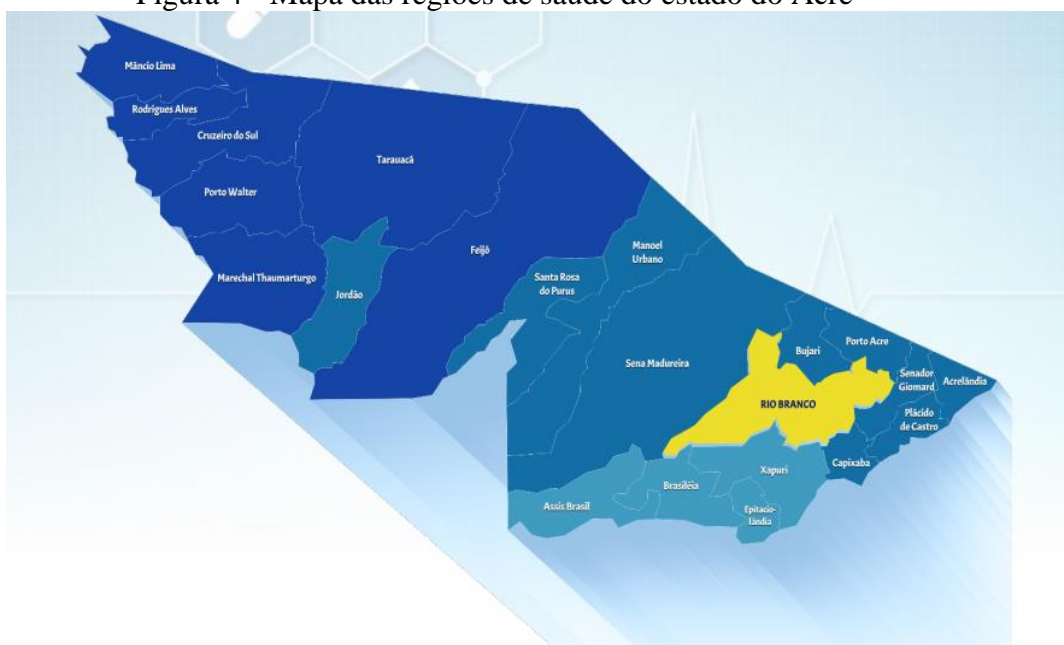 Figura 4 - Mapa das regiões de saúde do estado do Acre
Mâncio Lima
Rodrigues Alves
Cruzeiro do Sul
Tarauacá
Porto Walter
Feijó
Manoel
Urbano
Marechal Thaumarturgo
Jordão
Santa Rosa
do Purus
Sena Madureira
Bujari
Porto Acre
Senador
Giomard
Acrelândia
RIO BRANCO
Plácido
de Castro
Capixaba
Xapuri
Brasiléia
Assis Brasil
Epitacio-
lândia